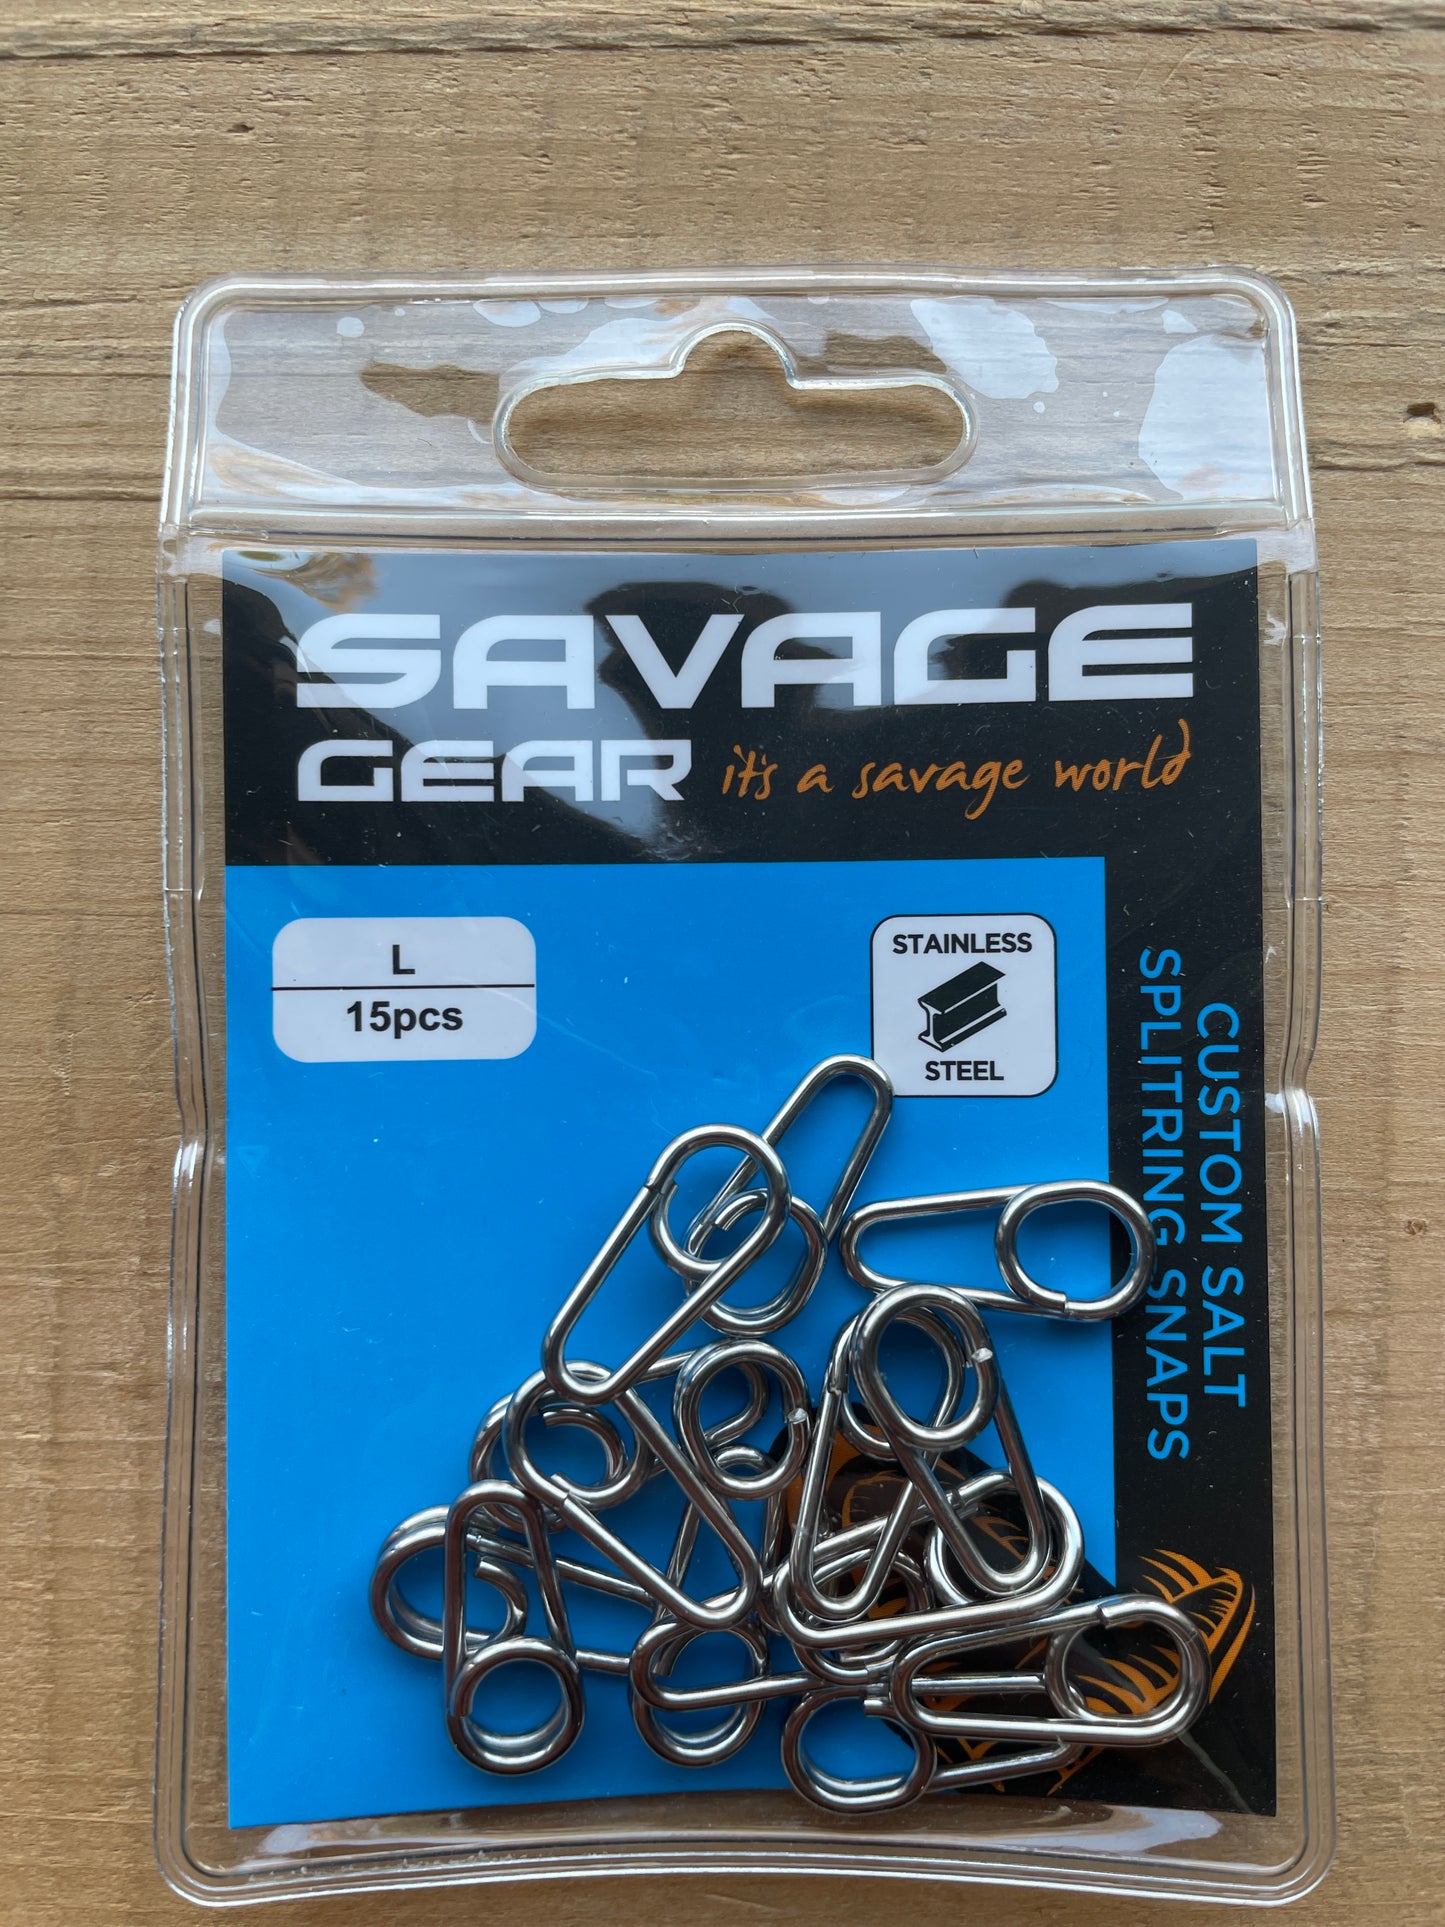 SAVAGE
GEAR it's a savage world
L
15pcs
STAINLESS
STEEL
CUSTOM SALT
SPLITRING SNAPS